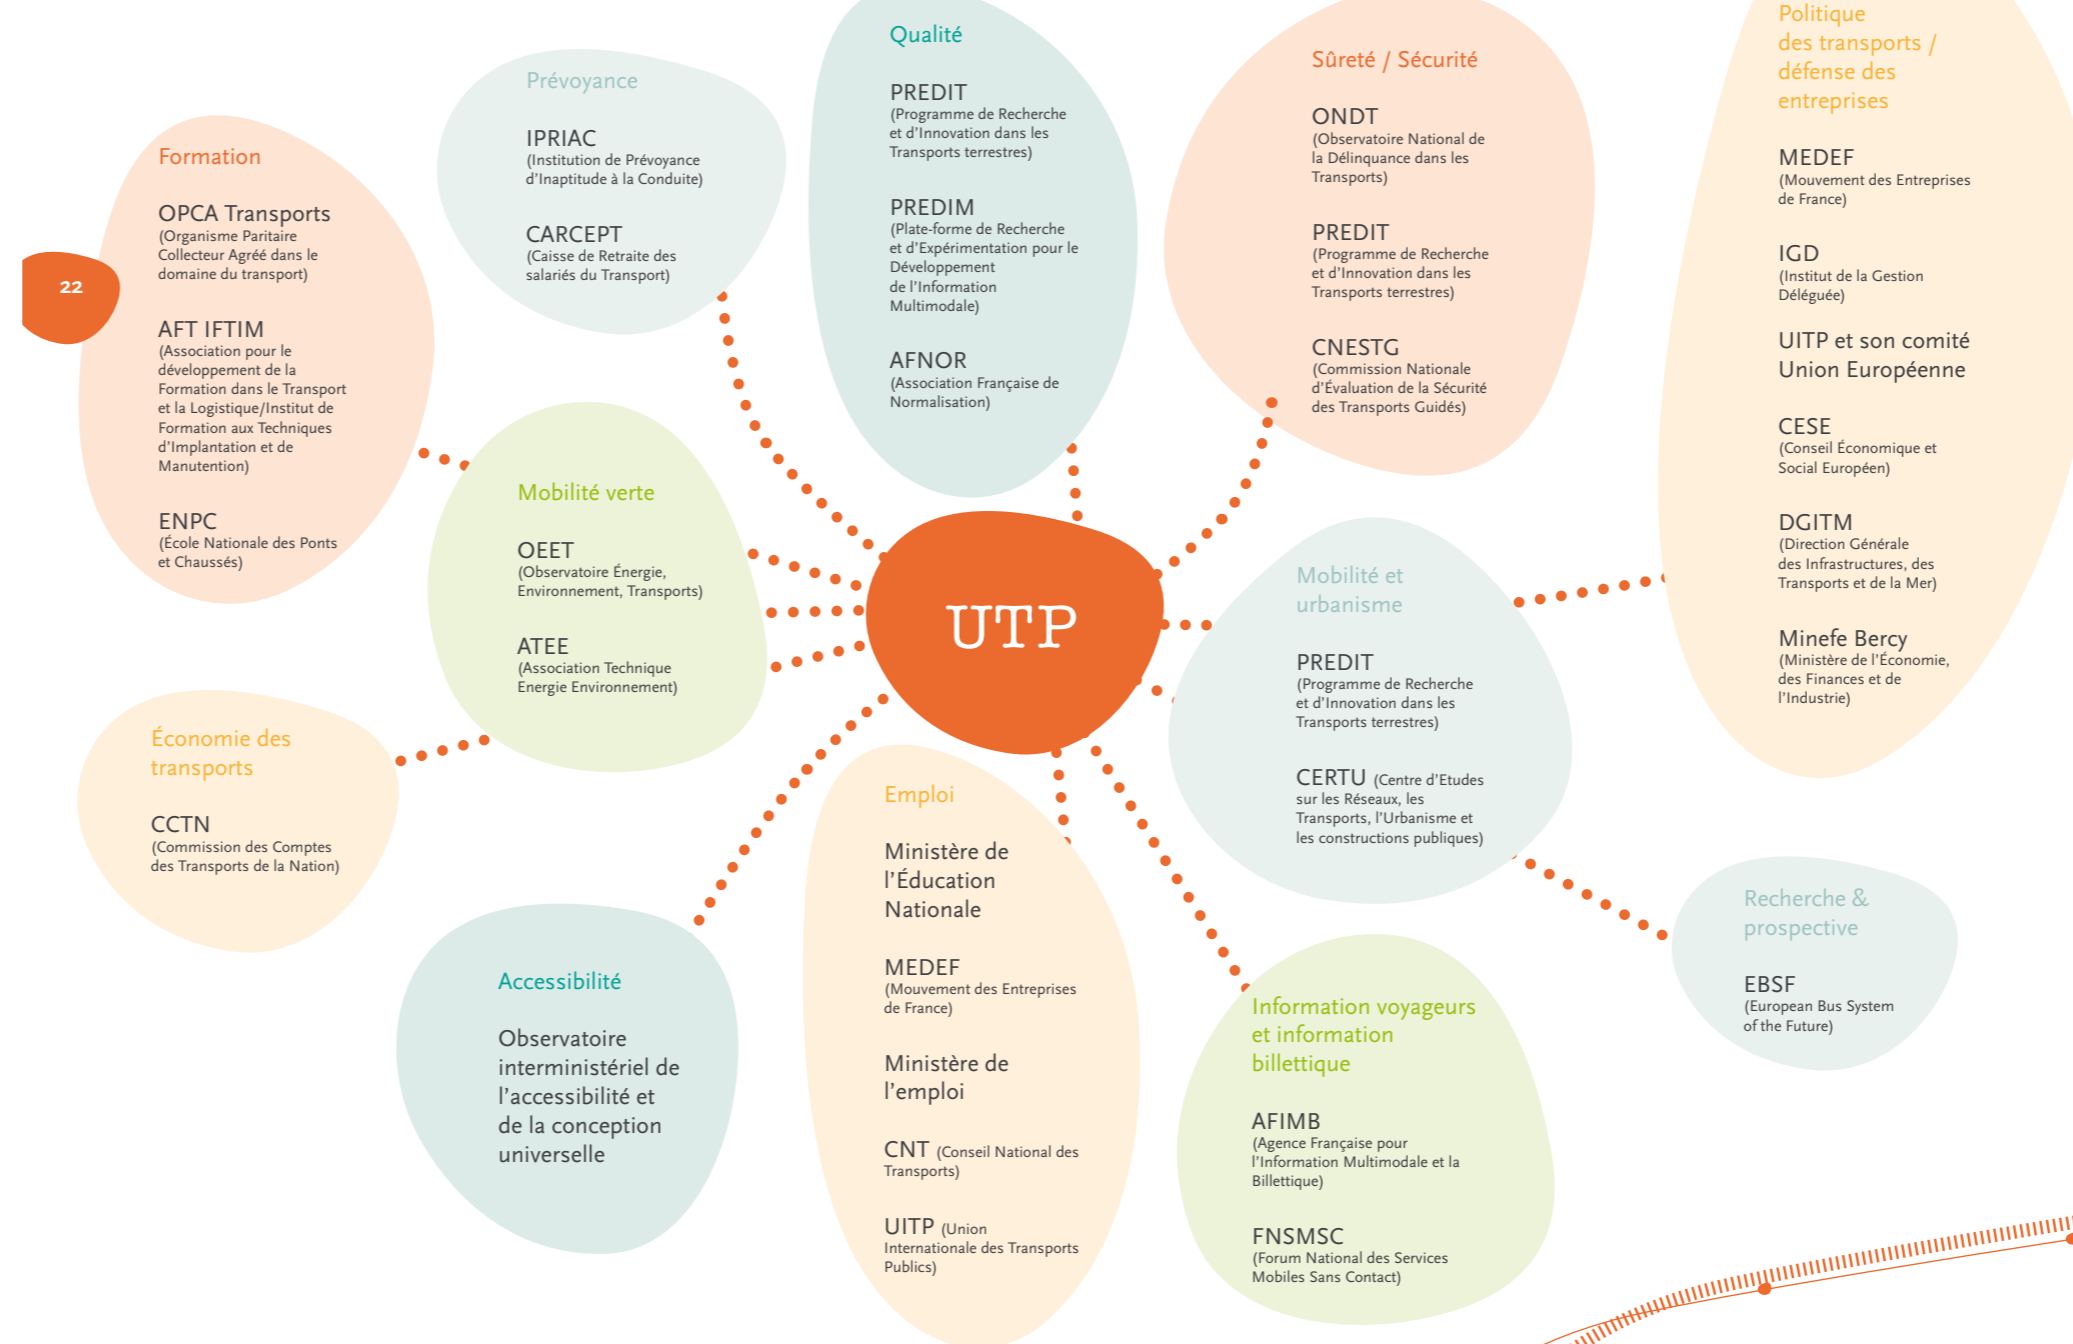 22
Formation
OPCA Transports
(Organisme Paritaire
Collecteur Agréé dans le
domaine du transport)
AFT IFTIM
(Association pour le
développement de la
Formation dans le Transport
et la Logistique/Institut de
Formation aux Techniques
d'Implantation et de
Manutention)
ENPC
(École Nationale des Ponts
et Chaussés)
Prévoyance
IPRIAC
(Institution de Prévoyance
d'Inaptitude à la Conduite)
CARCEPT
(Caisse de Retraite des
salariés du Transport)
Qualité
PREDIT
(Programme de Recherche
et d'Innovation dans les
Transports terrestres)
PREDIM
(Plate-forme de Recherche
et d'Expérimentation pour le
Développement
de l'Information
Multimodale)
AFNOR
(Association Française de
Normalisation)
Sûreté / Sécurité
ONDT
(Observatoire National de
la Délinquance dans les
Transports)
PREDIT
(Programme de Recherche
et d'Innovation dans les
Transports terrestres)
CNESTG
(Commission Nationale
d'Évaluation de la Sécurité
des Transports Guidés)
Politique
des transports /
défense des
entreprises
MEDEF
(Mouvement des Entreprises
de France)
IGD
(Institut de la Gestion
Déléguée)
UITP et son comité
Union Européenne
CESE
(Conseil Économique et
Social Européen)
DGITM
(Direction Générale
des Infrastructures, des
Transports et de la Mer)
Minefe Bercy
(Ministère de l'Économie,
des Finances et de
l'Industrie)
Mobilité verte
OEET
(Observatoire Énergie,
Environnement, Transports)
ATEE
(Association Technique
Energie Environnement)
UTP
Mobilité et
urbanisme
PREDIT
(Programme de Recherche
et d'Innovation dans les
Transports terrestres)
CERTU (Centre d'Etudes
sur les Réseaux, les
Transports, l'Urbanisme et
les constructions publiques)
Économie des
transports
CCTN
(Commission des Comptes
des Transports de la Nation)
Accessibilité
Observatoire
interministériel de
l'accessibilité et
de la conception
universelle
Emploi
Ministère de
l'Éducation
Nationale
MEDEF
(Mouvement des Entreprises
de France)
Ministère de
l'emploi
CNT (Conseil National des
Transports)
UITP (Union
Internationale des Transports
Publics)
Information voyageurs
et information
billettique
AFIMB
(Agence Française pour
l'Information Multimodale et la
Billettique)
FNSMSC
(Forum National des Services
Mobiles Sans Contact)
Recherche &
prospective
EBSF
(European Bus System
of the Future)